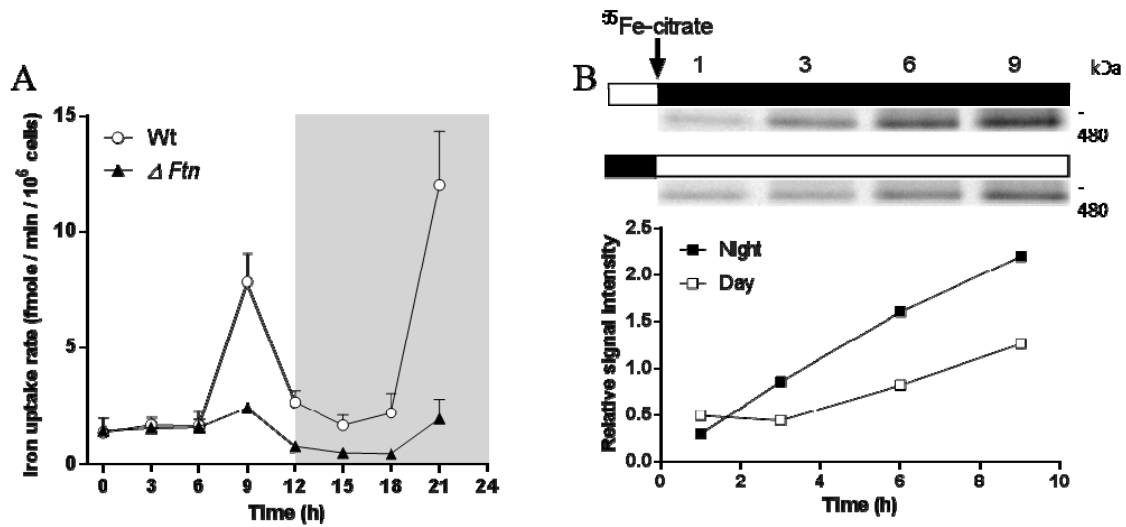 A
Iron uptake rate (fmole / min / 10⁶ cells)
15
10
5
0
Wt
Δ Ftn
0 3 6 9 12 15 18 21 24
Time (h)
B
⁵⁵Fe-citrate
1 3 6 9 kDa
- 480
- 480
Relative signal intensity
2.5
2.0
1.5
1.0
0.5
0.0
Night
Day
0 2 4 6 8 10
Time (h)